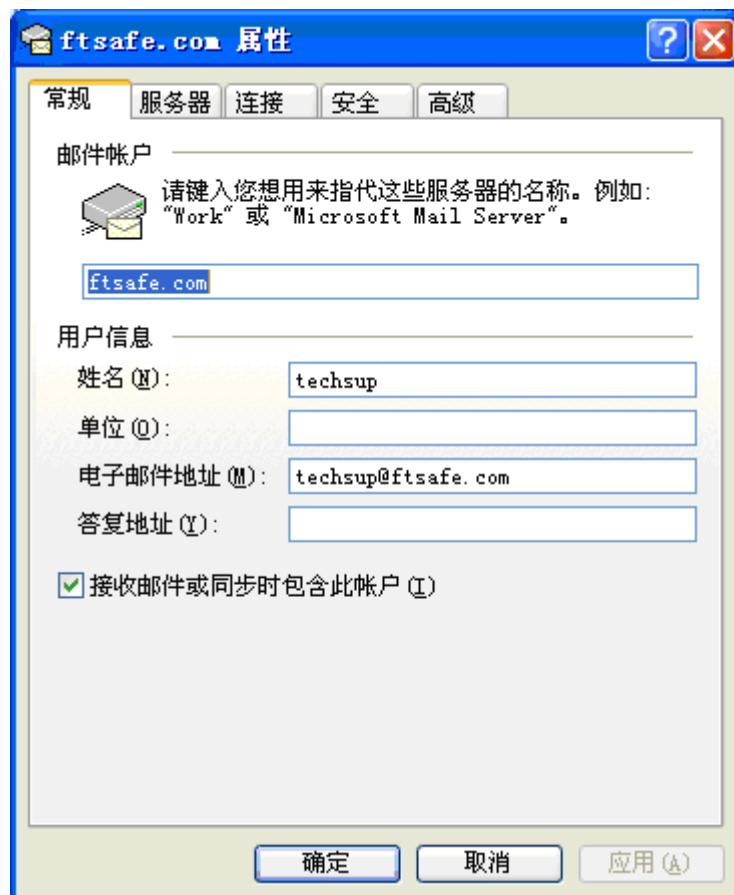 ftsafe.com 属性
常规 服务器 连接 安全 高级
邮件帐户
请键入您想用来指代这些服务器的名称。例如:
"Work" 或 "Microsoft Mail Server"。
ftsafe.com
用户信息
姓名(N): techsup
单位(O):
电子邮件地址(M): techsup@ftsafe.com
答复地址(Y):
接收邮件或同步时包含此帐户(I)
确定 取消 应用(A)